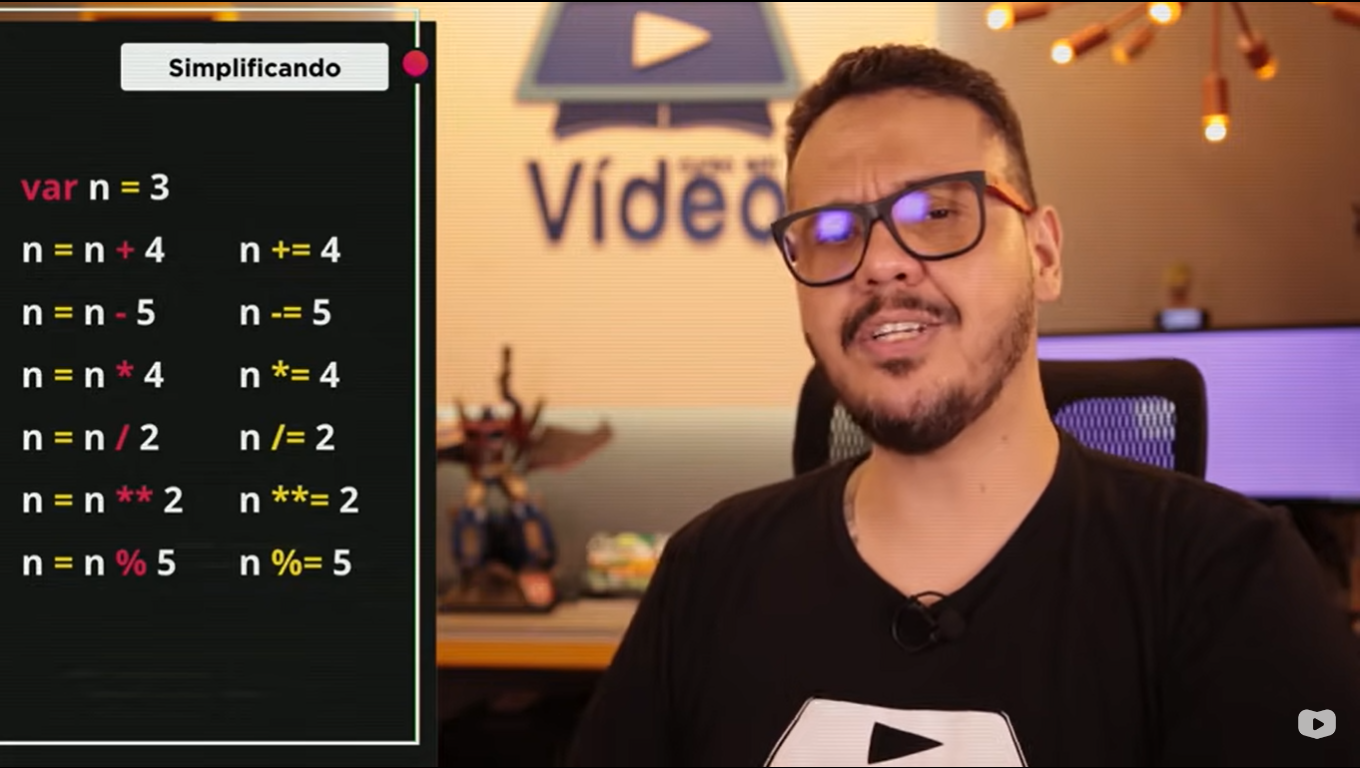 Simplificando
var n = 3
n = n + 4 n += 4
n = n - 5 n -= 5
n = n * 4 n *= 4
n = n / 2 n /= 2
n = n ** 2 n **= 2
n = n % 5 n %= 5
Vídeo